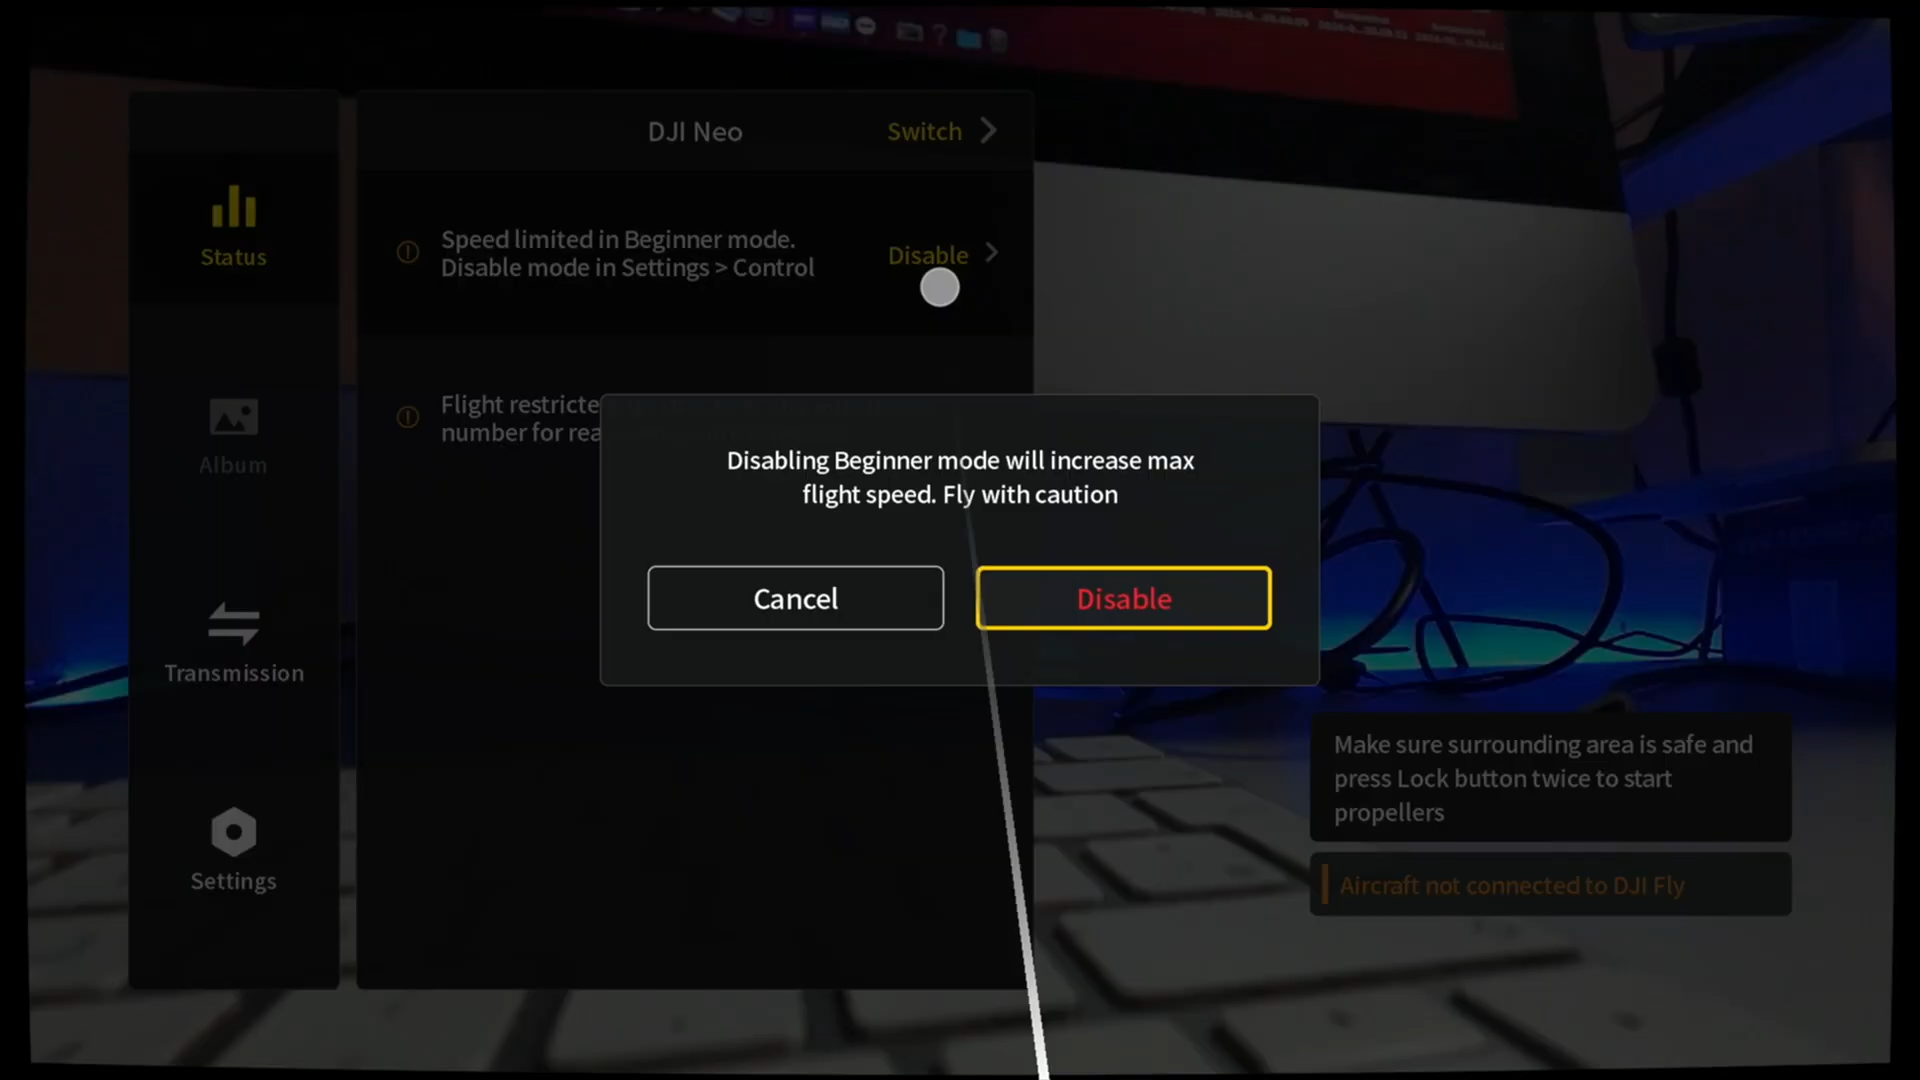 DJI Neo
Switch
Status
Speed limited in Beginner mode.
Disable mode in Settings > Control
Disable
Album
Flight restricte
number for rea
Disabling Beginner mode will increase max
flight speed. Fly with caution
Cancel
Disable
Transmission
Settings
Make sure surrounding area is safe and
press Lock button twice to start
propellers
Aircraft not connected to DJI Fly